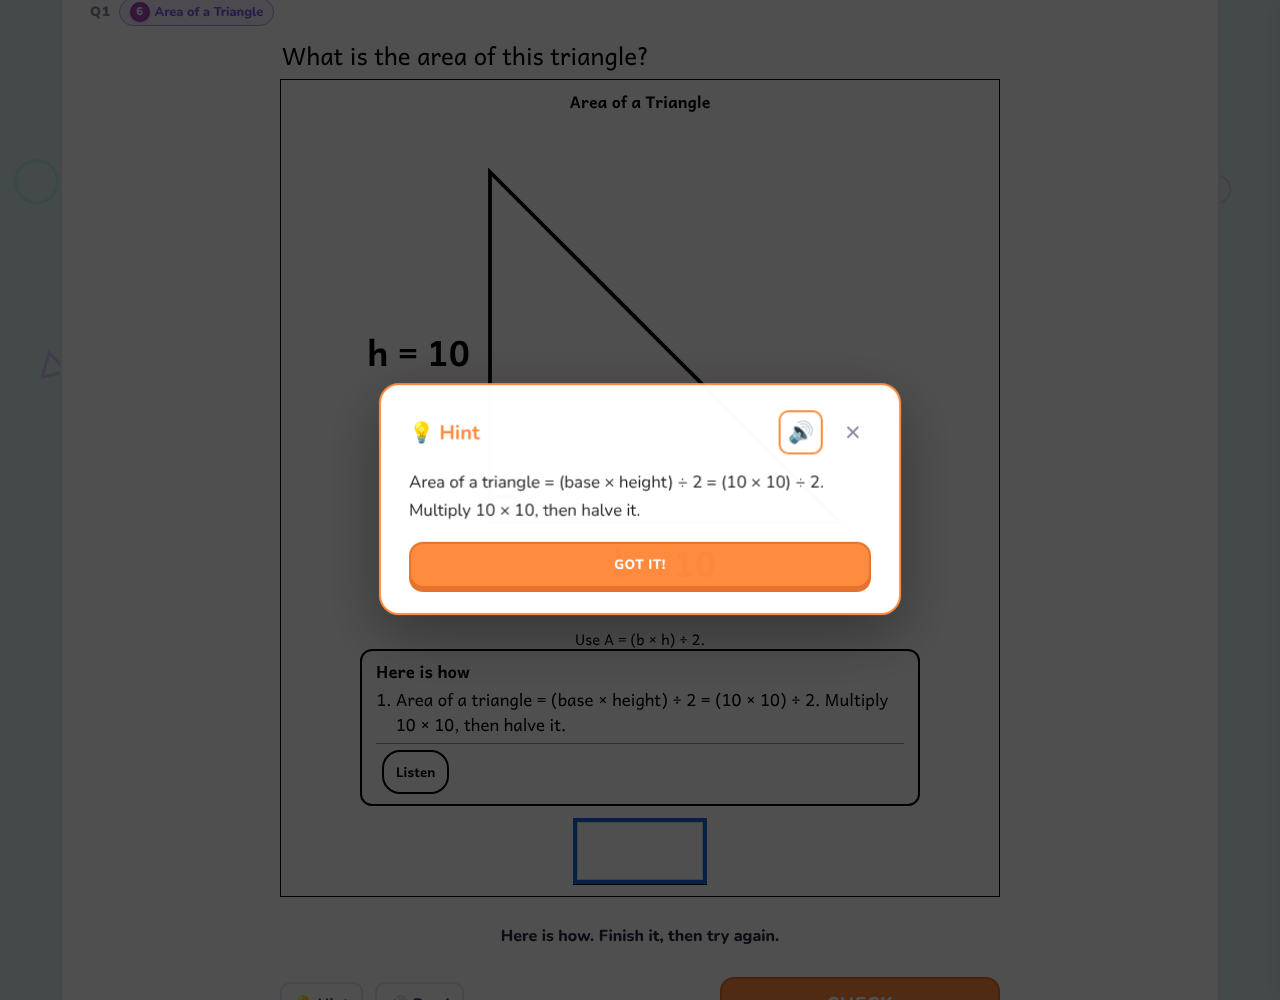 Q1 6 Area of a Triangle
What is the area of this triangle?
Area of a Triangle
h = 10
💡 Hint
🔊 ✕
Area of a triangle = (base × height) ÷ 2 = (10 × 10) ÷ 2.
Multiply 10 × 10, then halve it.
GOT IT!
10
Use A = (b × h) ÷ 2.
Here is how
1. Area of a triangle = (base × height) ÷ 2 = (10 × 10) ÷ 2. Multiply
10 × 10, then halve it.
Listen
Here is how. Finish it, then try again.
Hint
CHECK